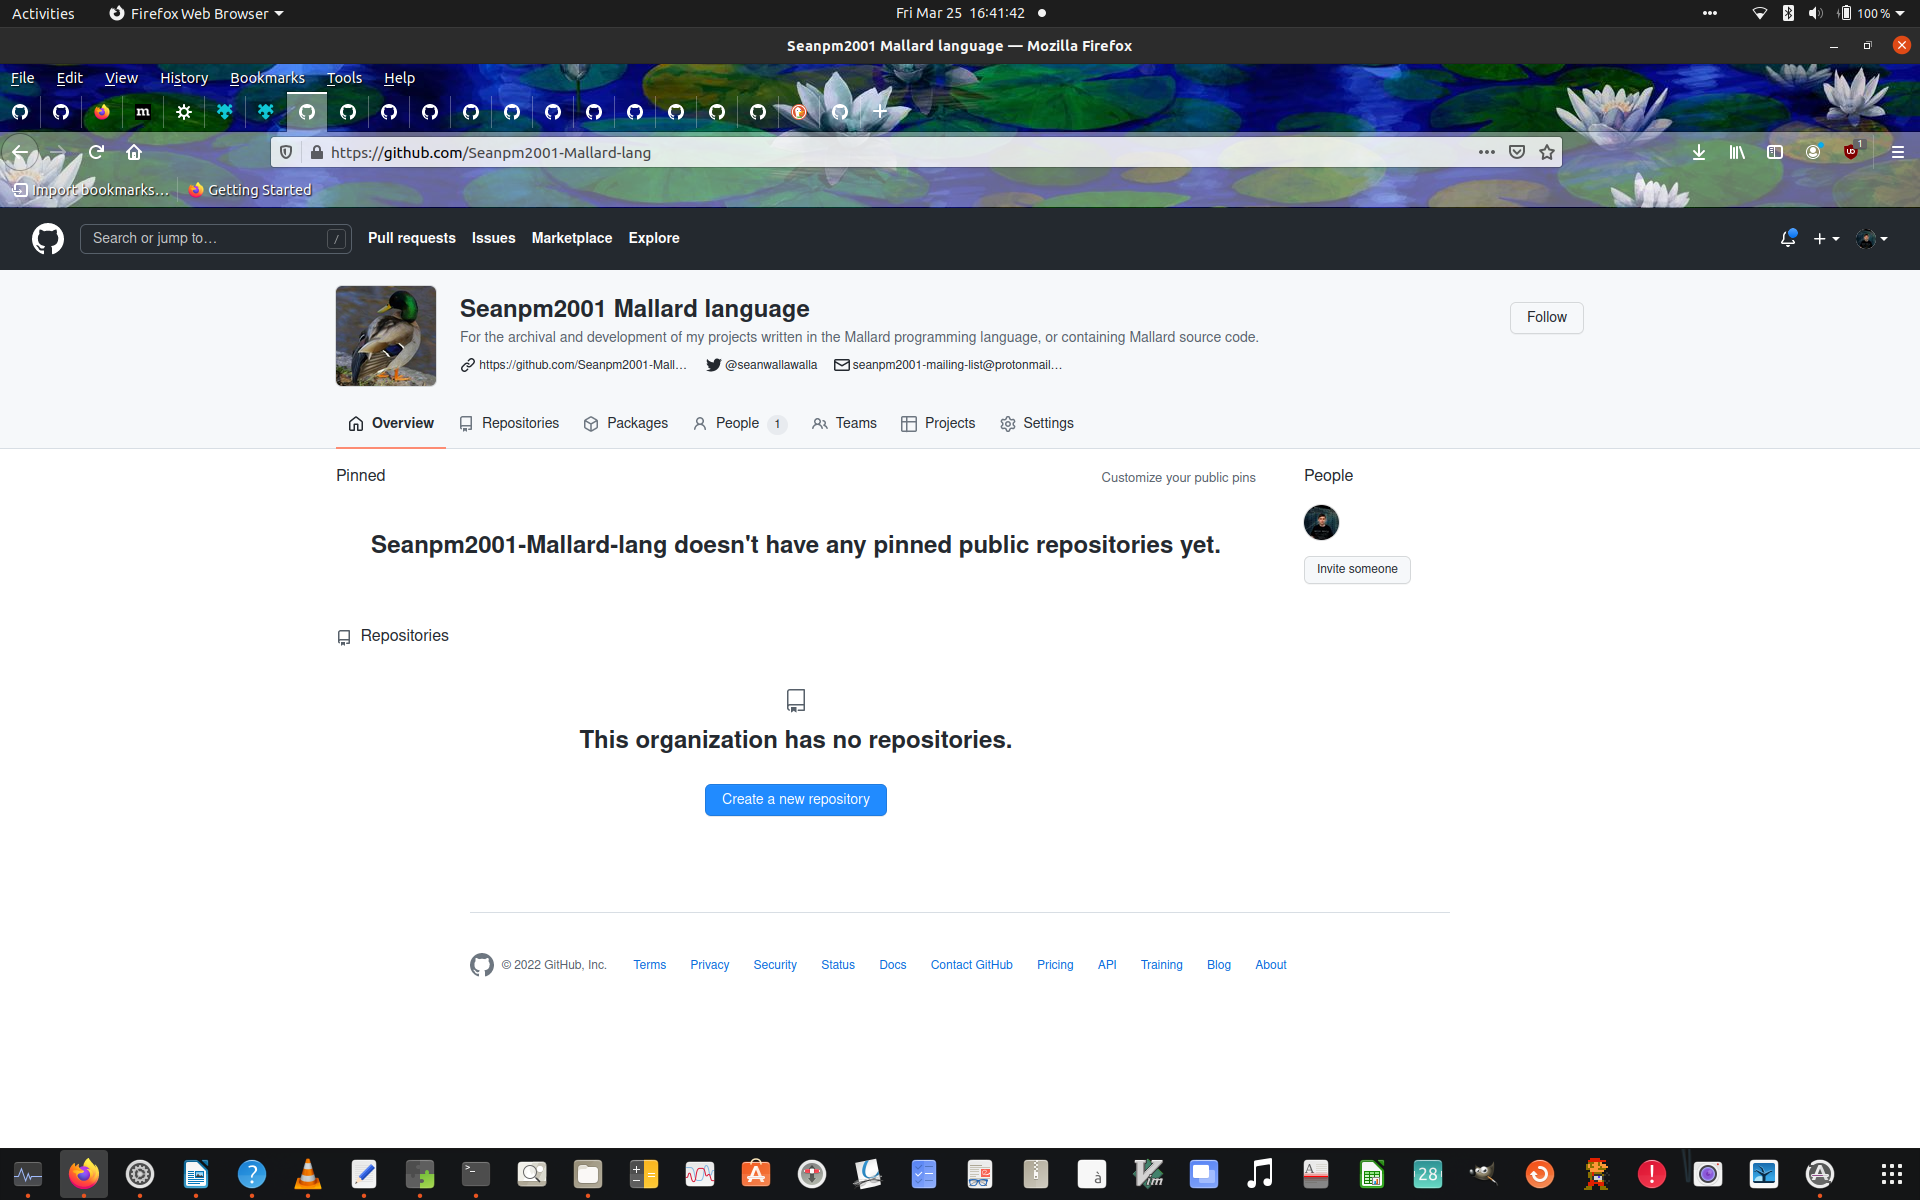 Activities
Firefox Web Browser
Fri Mar 25 16:41:42
100 %
Seanpm2001 Mallard language — Mozilla Firefox
File Edit View History Bookmarks Tools Help
https://github.com/Seanpm2001-Mallard-lang
1
Import bookmarks...
Getting Started
Search or jump to...
/
Pull requests Issues Marketplace Explore
Seanpm2001 Mallard language
For the archival and development of my projects written in the Mallard programming language, or containing Mallard source code.
https://github.com/Seanpm2001-Mall...
@seanwallawalla
seanpm2001-mailing-list@protonmail...
Follow
Overview
Repositories
Packages
People 1
Teams
Projects
Settings
Pinned
Customize your public pins
Seanpm2001-Mallard-lang doesn't have any pinned public repositories yet.
People
Invite someone
Repositories
This organization has no repositories.
Create a new repository
© 2022 GitHub, Inc.
Terms
Privacy
Security
Status
Docs
Contact GitHub
Pricing
API
Training
Blog
About
28